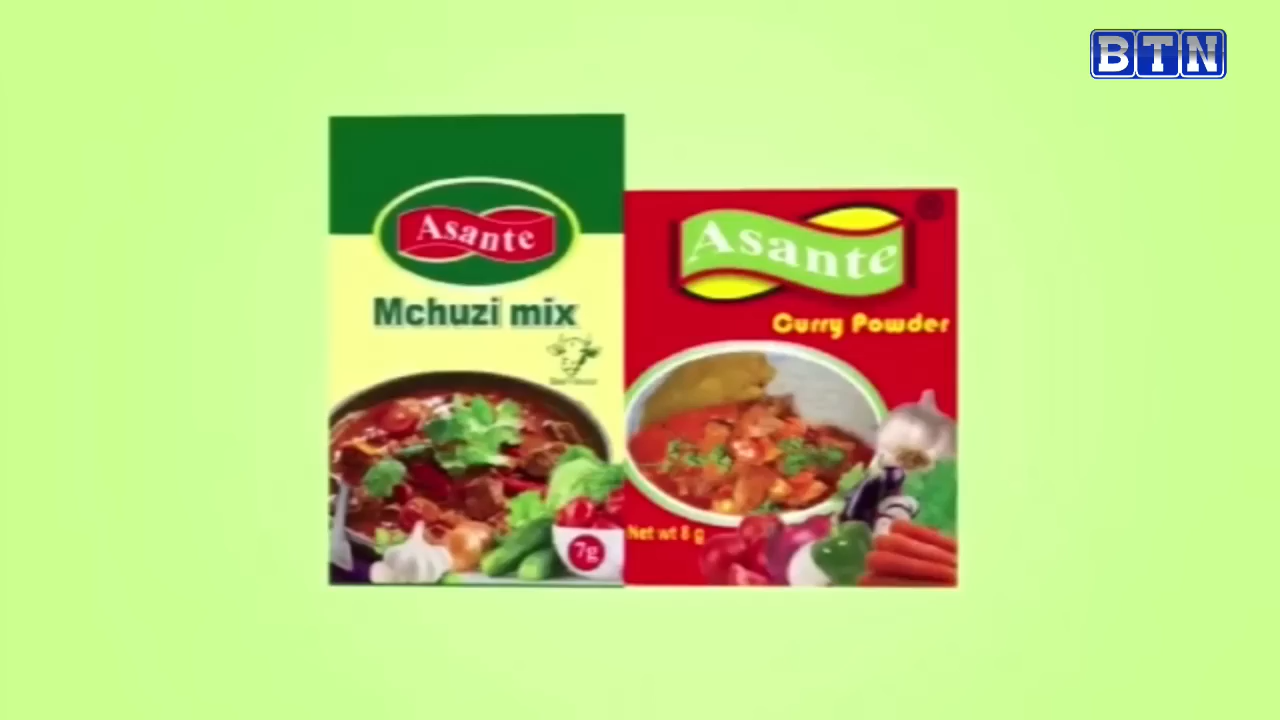 BTN
Asante
Mchuzi mix
7g
Asante
Curry Powder
Net wt 8 g